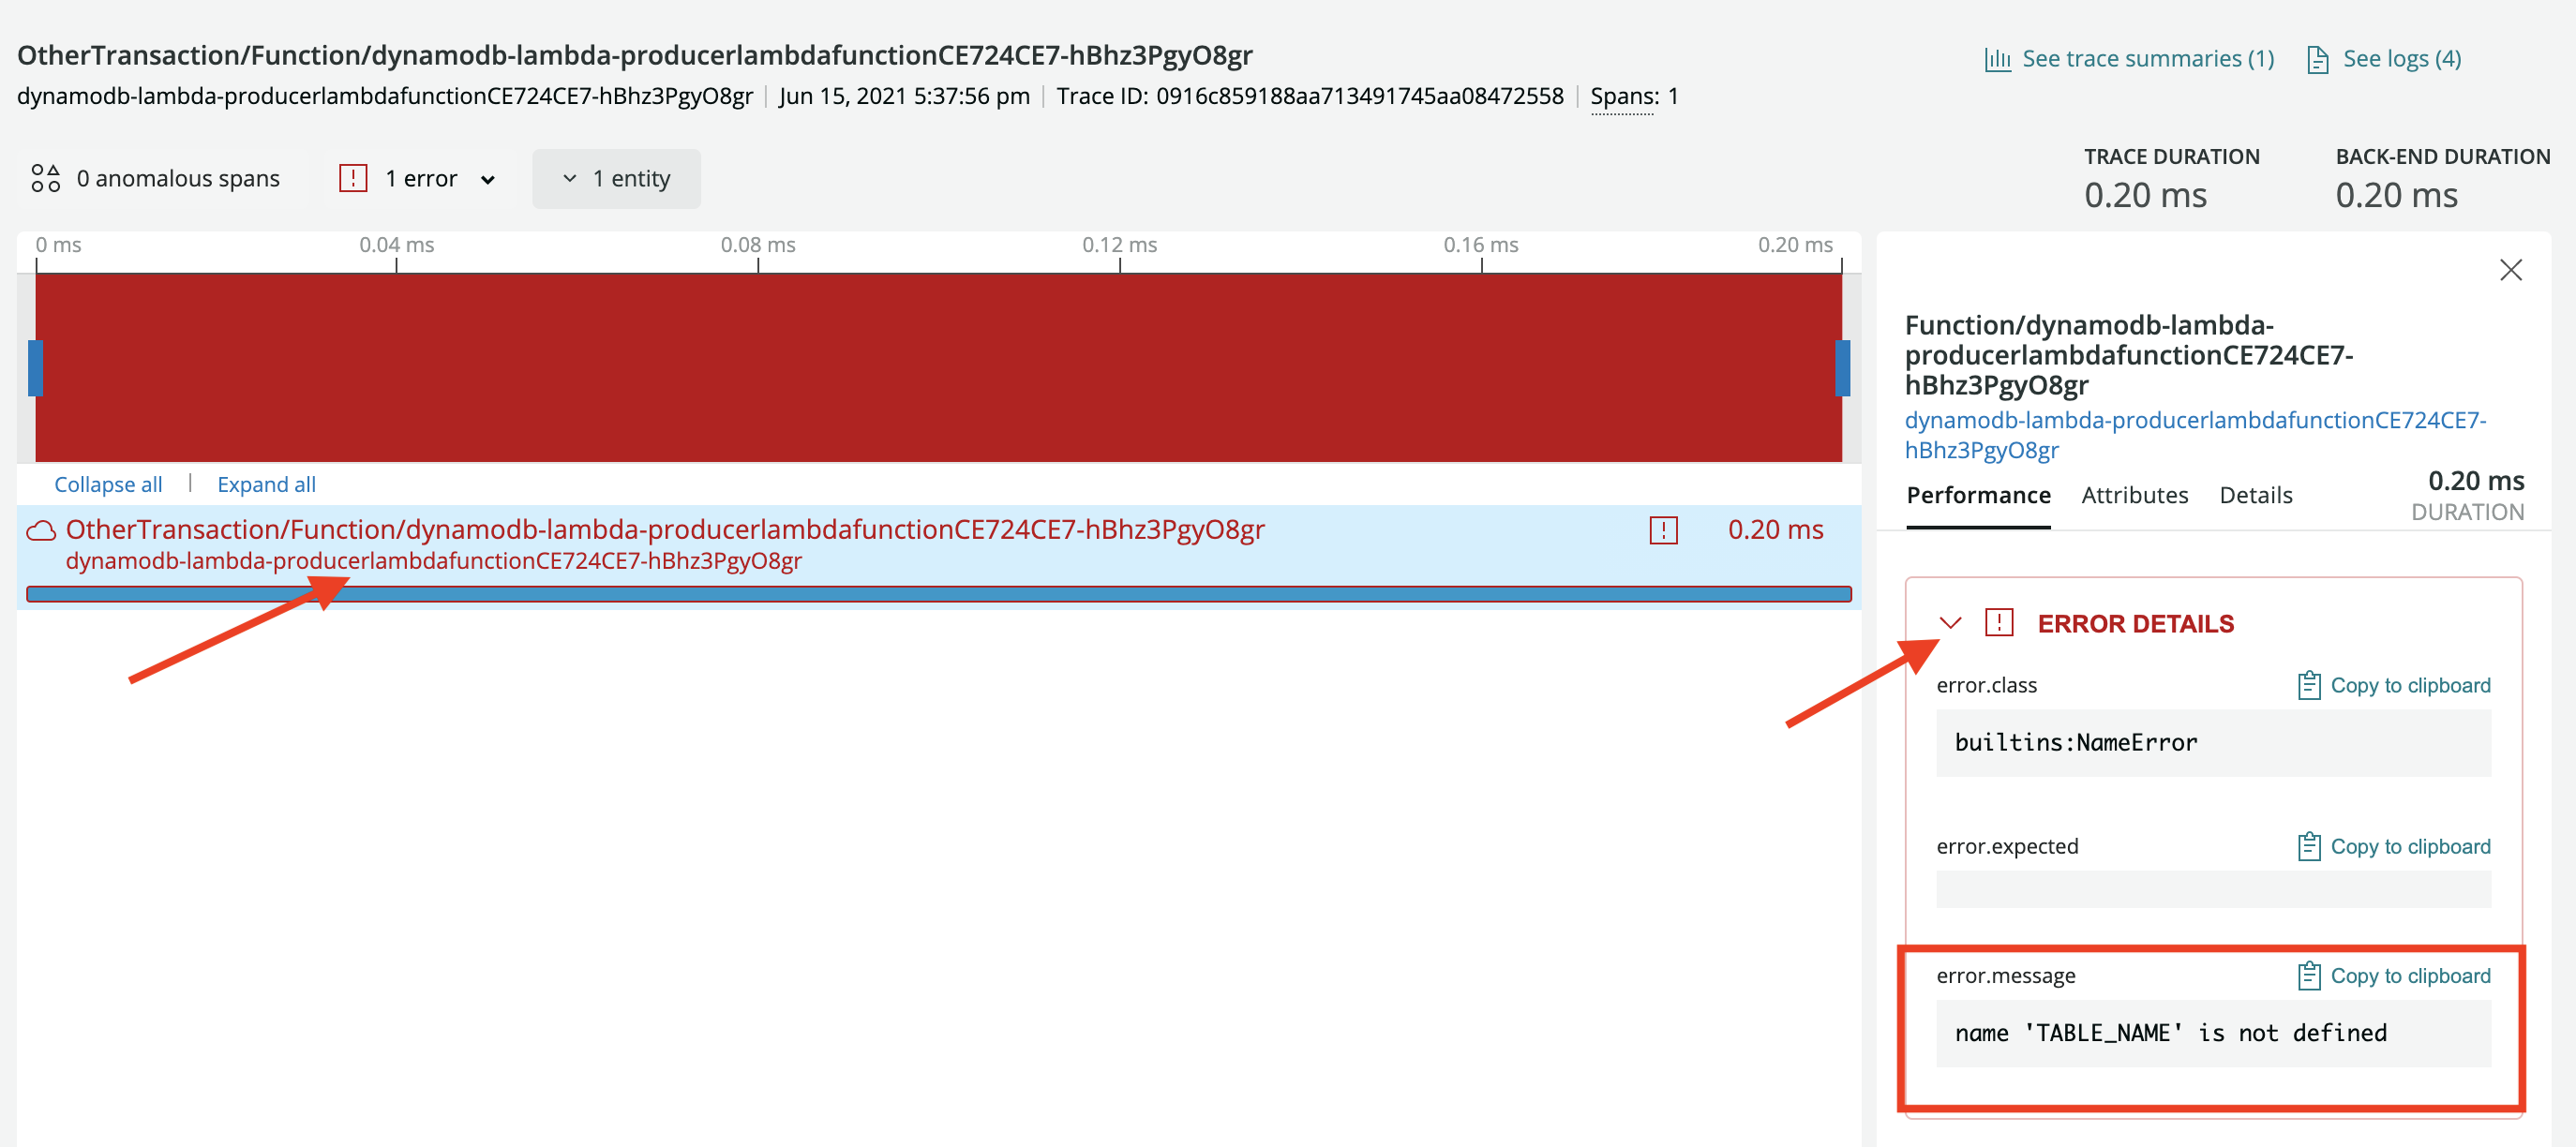 OtherTransaction/Function/dynamodb-lambda-producerlambdafunctionCE724CE7-hBhz3PgyO8gr
See trace summaries (1)
See logs (4)
dynamodb-lambda-producerlambdafunctionCE724CE7-hBhz3PgyO8gr | Jun 15, 2021 5:37:56 pm | Trace ID: 0916c859188aa713491745aa08472558 | Spans: 1
0 anomalous spans
1 error
1 entity
TRACE DURATION
0.20 ms
BACK-END DURATION
0.20 ms
0 ms
0.04 ms
0.08 ms
0.12 ms
0.16 ms
0.20 ms
Collapse all | Expand all
OtherTransaction/Function/dynamodb-lambda-producerlambdafunctionCE724CE7-hBhz3PgyO8gr
0.20 ms
dynamodb-lambda-producerlambdafunctionCE724CE7-hBhz3PgyO8gr
Function/dynamodb-lambda-
producerlambdafunctionCE724CE7-
hBhz3PgyO8gr
dynamodb-lambda-producerlambdafunctionCE724CE7-
hBhz3PgyO8gr
Performance
Attributes
Details
0.20 ms
DURATION
ERROR DETAILS
error.class
Copy to clipboard
builtins:NameError
error.expected
Copy to clipboard
error.message
Copy to clipboard
name 'TABLE_NAME' is not defined